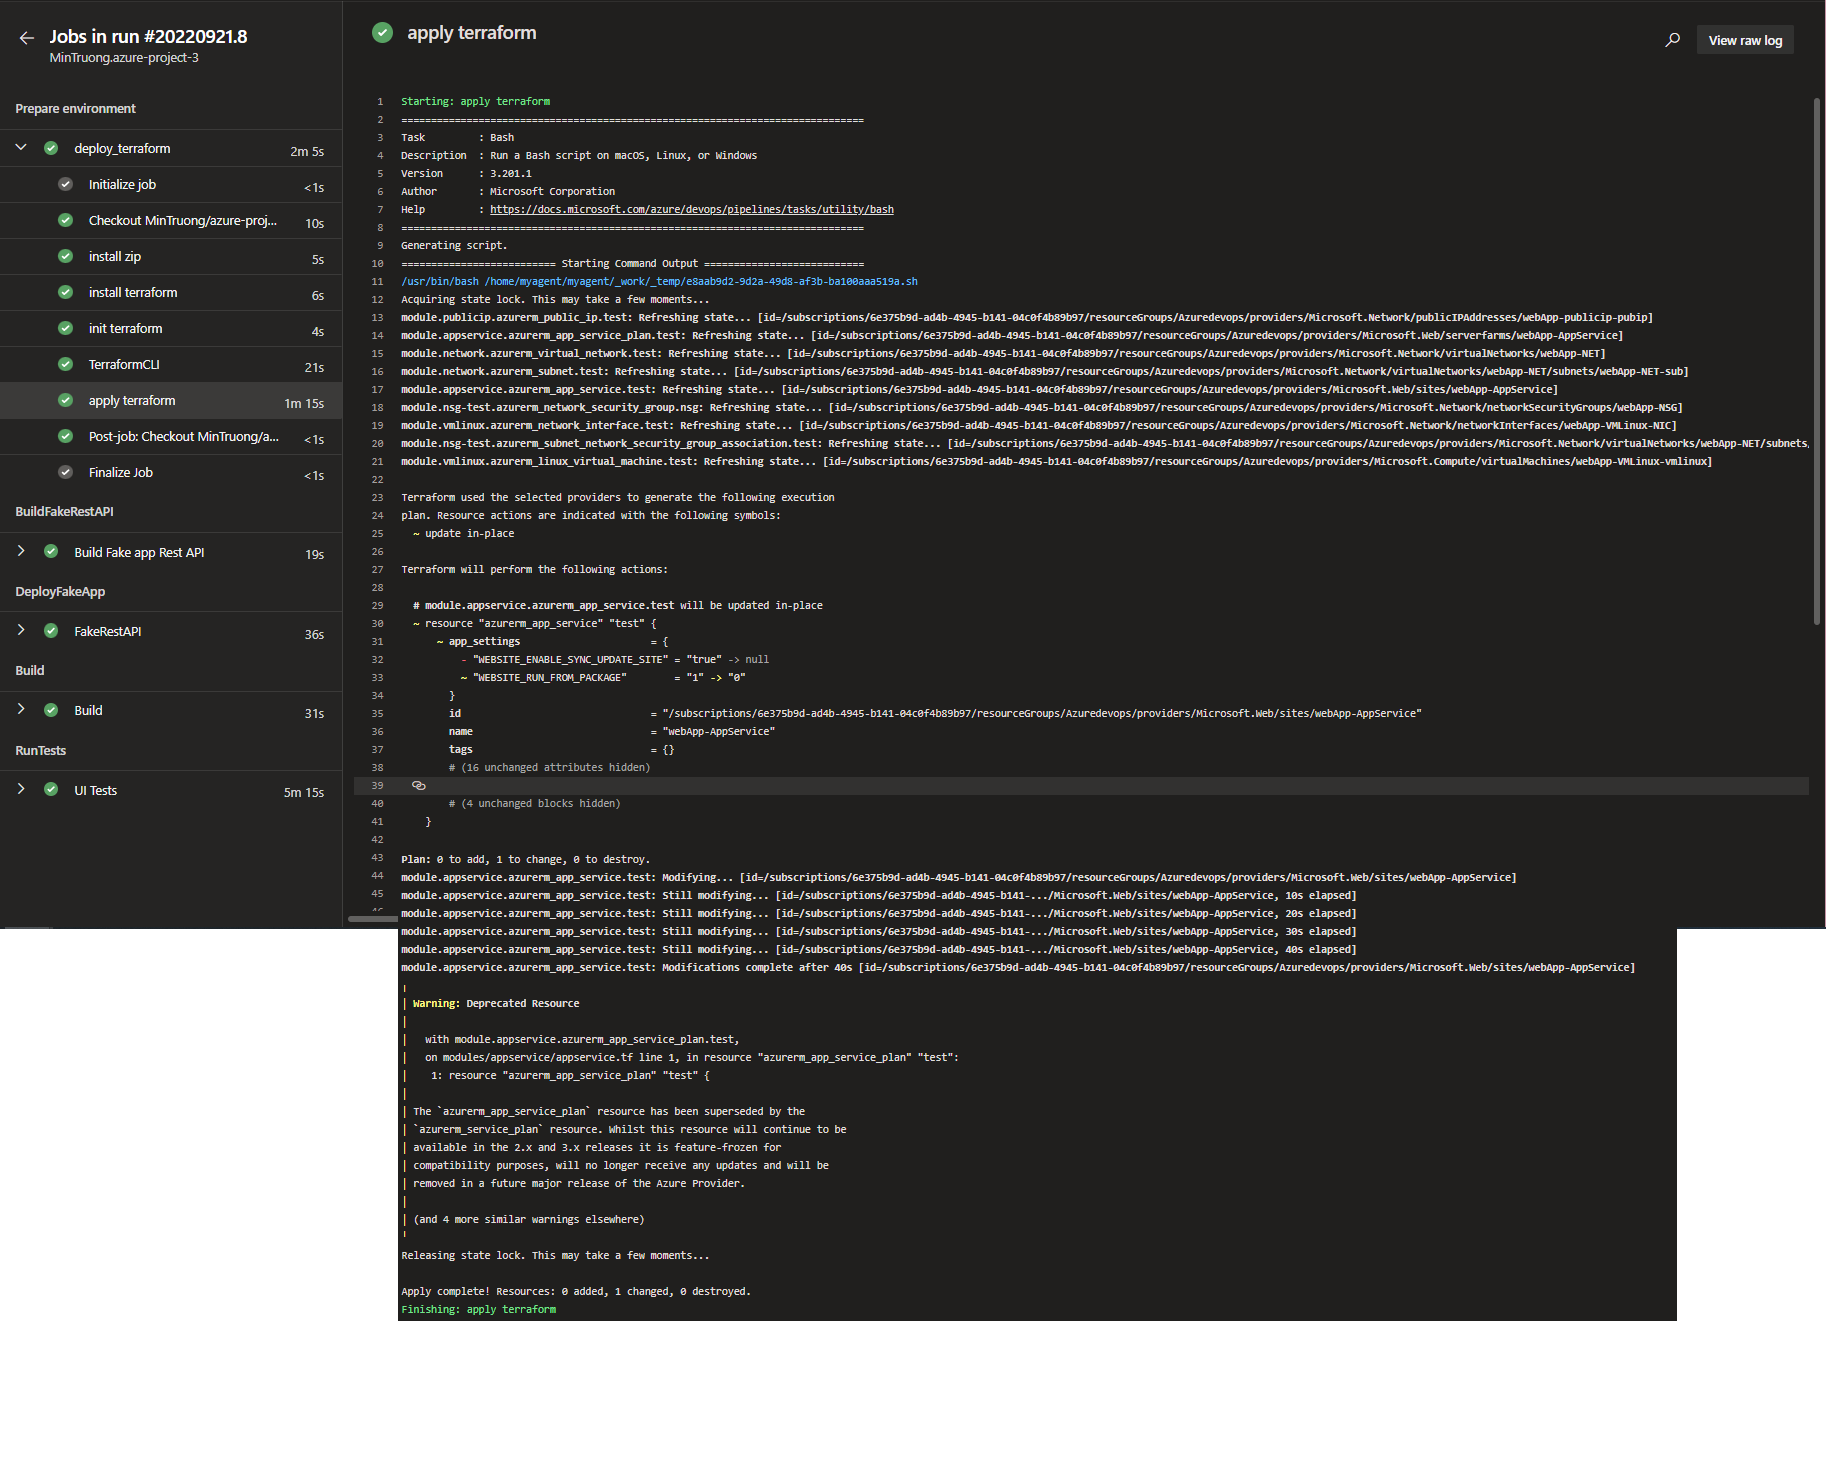 Jobs in run #20220921.8
MinTruong.azure-project-3
Prepare environment
deploy_terraform 2m 5s
Initialize job <1s
Checkout MinTruong/azure-proj... 10s
install zip 5s
install terraform 6s
init terraform 4s
TerraformCLI 21s
apply terraform 1m 15s
Post-job: Checkout MinTruong/a... <1s
Finalize Job <1s
BuildFakeRestAPI
Build Fake app Rest API 19s
DeployFakeApp
FakeRestAPI 36s
Build
Build 31s
RunTests
UI Tests 5m 15s
apply terraform
View raw log
1 Starting: apply terraform
2 ==============================================================================
3 Task         : Bash
4 Description  : Run a Bash script on macOS, Linux, or Windows
5 Version      : 3.201.1
6 Author       : Microsoft Corporation
7 Help         : https://docs.microsoft.com/azure/devops/pipelines/tasks/utility/bash
8 ==============================================================================
9 Generating script.
10 ========================== Starting Command Output ===========================
11 /usr/bin/bash /home/myagent/myagent/_work/_temp/e8aab9d2-9d2a-49d8-af3b-ba100aaa519a.sh
12 Acquiring state lock. This may take a few moments...
13 module.publicip.azurerm_public_ip.test: Refreshing state... [id=/subscriptions/6e375b9d-ad4b-4945-b141-04c0f4b89b97/resourceGroups/Azuredevops/providers/Microsoft.Network/publicIPAddresses/webApp-publicip-pubip]
14 module.appservice.azurerm_app_service_plan.test: Refreshing state... [id=/subscriptions/6e375b9d-ad4b-4945-b141-04c0f4b89b97/resourceGroups/Azuredevops/providers/Microsoft.Web/serverfarms/webApp-AppService]
15 module.network.azurerm_virtual_network.test: Refreshing state... [id=/subscriptions/6e375b9d-ad4b-4945-b141-04c0f4b89b97/resourceGroups/Azuredevops/providers/Microsoft.Network/virtualNetworks/webApp-NET]
16 module.network.azurerm_subnet.test: Refreshing state... [id=/subscriptions/6e375b9d-ad4b-4945-b141-04c0f4b89b97/resourceGroups/Azuredevops/providers/Microsoft.Network/virtualNetworks/webApp-NET/subnets/webApp-NET-sub]
17 module.appservice.azurerm_app_service.test: Refreshing state... [id=/subscriptions/6e375b9d-ad4b-4945-b141-04c0f4b89b97/resourceGroups/Azuredevops/providers/Microsoft.Web/sites/webApp-AppService]
18 module.nsg-test.azurerm_network_security_group.nsg: Refreshing state... [id=/subscriptions/6e375b9d-ad4b-4945-b141-04c0f4b89b97/resourceGroups/Azuredevops/providers/Microsoft.Network/networkSecurityGroups/webApp-NSG]
19 module.vmlinux.azurerm_network_interface.test: Refreshing state... [id=/subscriptions/6e375b9d-ad4b-4945-b141-04c0f4b89b97/resourceGroups/Azuredevops/providers/Microsoft.Network/networkInterfaces/webApp-VMLinux-NIC]
20 module.nsg-test.azurerm_subnet_network_security_group_association.test: Refreshing state... [id=/subscriptions/6e375b9d-ad4b-4945-b141-04c0f4b89b97/resourceGroups/Azuredevops/providers/Microsoft.Network/virtualNetworks/webApp-NET/subnets,
21 module.vmlinux.azurerm_linux_virtual_machine.test: Refreshing state... [id=/subscriptions/6e375b9d-ad4b-4945-b141-04c0f4b89b97/resourceGroups/Azuredevops/providers/Microsoft.Compute/virtualMachines/webApp-VMLinux-vmlinux]
22
23 Terraform used the selected providers to generate the following execution
24 plan. Resource actions are indicated with the following symbols:
25   ~ update in-place
26
27 Terraform will perform the following actions:
28
29   # module.appservice.azurerm_app_service.test will be updated in-place
30   ~ resource "azurerm_app_service" "test" {
31       ~ app_settings                      = {
32           - "WEBSITE_ENABLE_SYNC_UPDATE_SITE" = "true" -> null
33           ~ "WEBSITE_RUN_FROM_PACKAGE"        = "1" -> "0"
34         }
35         id                                = "/subscriptions/6e375b9d-ad4b-4945-b141-04c0f4b89b97/resourceGroups/Azuredevops/providers/Microsoft.Web/sites/webApp-AppService"
36         name                              = "webApp-AppService"
37         tags                              = {}
38         # (16 unchanged attributes hidden)
39
40         # (4 unchanged blocks hidden)
41     }
42
43 Plan: 0 to add, 1 to change, 0 to destroy.
44 module.appservice.azurerm_app_service.test: Modifying... [id=/subscriptions/6e375b9d-ad4b-4945-b141-04c0f4b89b97/resourceGroups/Azuredevops/providers/Microsoft.Web/sites/webApp-AppService]
45 module.appservice.azurerm_app_service.test: Still modifying... [id=/subscriptions/6e375b9d-ad4b-4945-b141-.../Microsoft.Web/sites/webApp-AppService, 10s elapsed]
module.appservice.azurerm_app_service.test: Still modifying... [id=/subscriptions/6e375b9d-ad4b-4945-b141-.../Microsoft.Web/sites/webApp-AppService, 20s elapsed]
module.appservice.azurerm_app_service.test: Still modifying... [id=/subscriptions/6e375b9d-ad4b-4945-b141-.../Microsoft.Web/sites/webApp-AppService, 30s elapsed]
module.appservice.azurerm_app_service.test: Still modifying... [id=/subscriptions/6e375b9d-ad4b-4945-b141-.../Microsoft.Web/sites/webApp-AppService, 40s elapsed]
module.appservice.azurerm_app_service.test: Modifications complete after 40s [id=/subscriptions/6e375b9d-ad4b-4945-b141-04c0f4b89b97/resourceGroups/Azuredevops/providers/Microsoft.Web/sites/webApp-AppService]
Warning: Deprecated Resource
with module.appservice.azurerm_app_service_plan.test,
on modules/appservice/appservice.tf line 1, in resource "azurerm_app_service_plan" "test":
1: resource "azurerm_app_service_plan" "test" {
The `azurerm_app_service_plan` resource has been superseded by the
`azurerm_service_plan` resource. Whilst this resource will continue to be
available in the 2.x and 3.x releases it is feature-frozen for
compatibility purposes, will no longer receive any updates and will be
removed in a future major release of the Azure Provider.
(and 4 more similar warnings elsewhere)
Releasing state lock. This may take a few moments...
Apply complete! Resources: 0 added, 1 changed, 0 destroyed.
Finishing: apply terraform